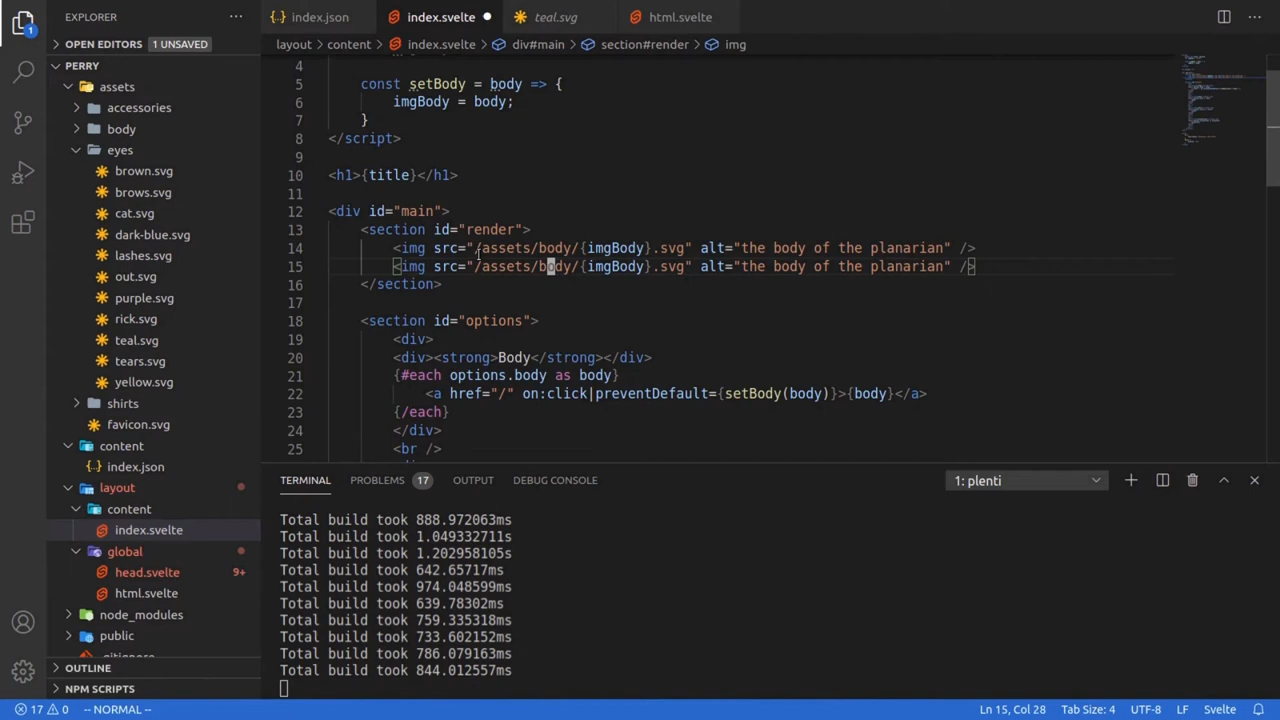 EXPLORER
{..} index.json
index.svelte
teal.svg
html.svelte
OPEN EDITORS 1 UNSAVED
layout > content > index.svelte > div#main > section#render > img
PERRY
assets
accessories
body
eyes
brown.svg
brows.svg
cat.svg
dark-blue.svg
lashes.svg
out.svg
purple.svg
rick.svg
teal.svg
tears.svg
yellow.svg
shirts
favicon.svg
content
{..} index.json
layout
content
index.svelte
global
head.svelte 9+
html.svelte
node_modules
public
OUTLINE
NPM SCRIPTS
4
5 const setBody = body => {
6 imgBody = body;
7 }
8 </script>
9
10 <h1>{title}</h1>
11
12 <div id="main">
13 <section id="render">
14 <img src="/assets/body/{imgBody}.svg" alt="the body of the planarian" />
15 <img src="/assets/body/{imgBody}.svg" alt="the body of the planarian" />
16 </section>
17
18 <section id="options">
19 <div>
20 <div><strong>Body</strong></div>
21 {#each options.body as body}
22 <a href="/" on:click|preventDefault={setBody(body)}>{body}</a>
23 {/each}
24 </div>
25 <br />
TERMINAL PROBLEMS 17 OUTPUT DEBUG CONSOLE 1: plenti
Total build took 888.972063ms
Total build took 1.049332711s
Total build took 1.202958105s
Total build took 642.65717ms
Total build took 974.048599ms
Total build took 639.78302ms
Total build took 759.335318ms
Total build took 733.602152ms
Total build took 786.079163ms
Total build took 844.012557ms
1
17 0 -- NORMAL -- Ln 15, Col 28 Tab Size: 4 UTF-8 LF Svelte